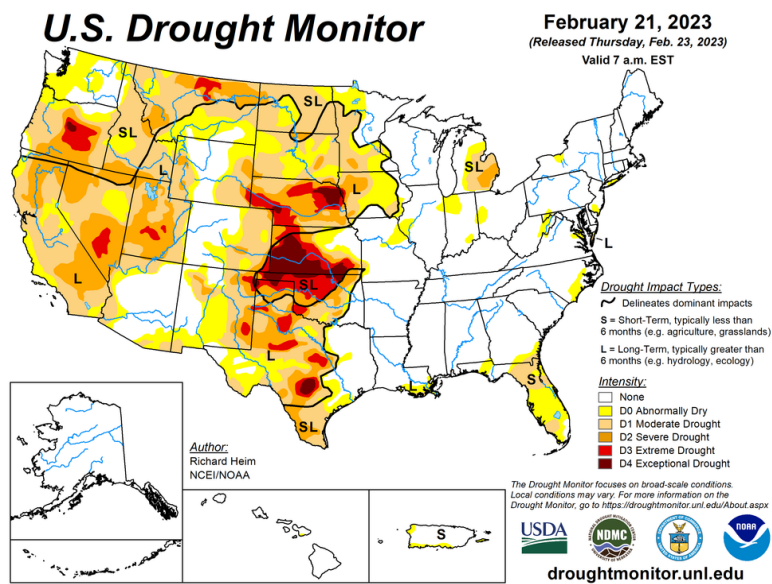 U.S. Drought Monitor
February 21, 2023
(Released Thursday, Feb. 23, 2023)
Valid 7 a.m. EST
SL
SL
L
SL
L
L
L
SL
L
S
L
SL
Drought Impact Types:
Delineates dominant impacts
S = Short-Term, typically less than
6 months (e.g. agriculture, grasslands)
L = Long-Term, typically greater than
6 months (e.g. hydrology, ecology)
Intensity:
None
D0 Abnormally Dry
D1 Moderate Drought
D2 Severe Drought
D3 Extreme Drought
D4 Exceptional Drought
Author:
Richard Heim
NCEI/NOAA
S
The Drought Monitor focuses on broad-scale conditions.
Local conditions may vary. For more information on the
Drought Monitor, go to https://droughtmonitor.unl.edu/About.aspx
USDA
NDMC
NOAA
droughtmonitor.unl.edu